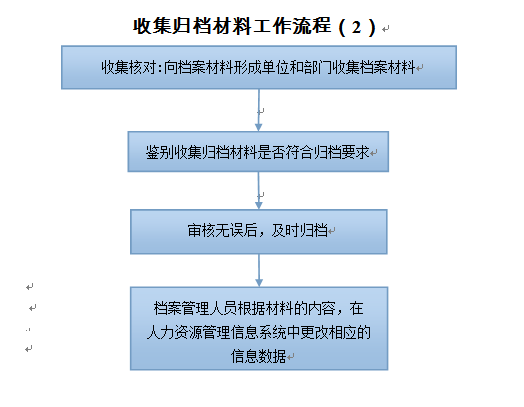 收集归档材料工作流程（2）
收集核对:向档案材料形成单位和部门收集档案材料
鉴别收集归档材料是否符合归档要求
审核无误后，及时归档
档案管理人员根据材料的内容，在
人力资源管理信息系统中更改相应的
信息数据